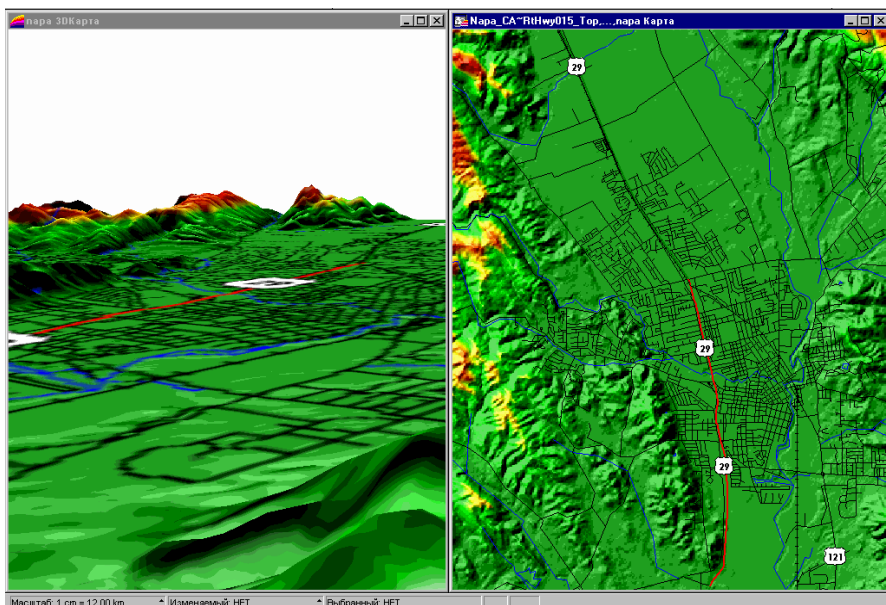 napa 3DКарта
Napa_CA~RtHwy015_Top,...,napa Карта
29
29
29
121
Масштаб: 1 cm = 12,00 km
Изменяемый: НЕТ
Выбранный: НЕТ